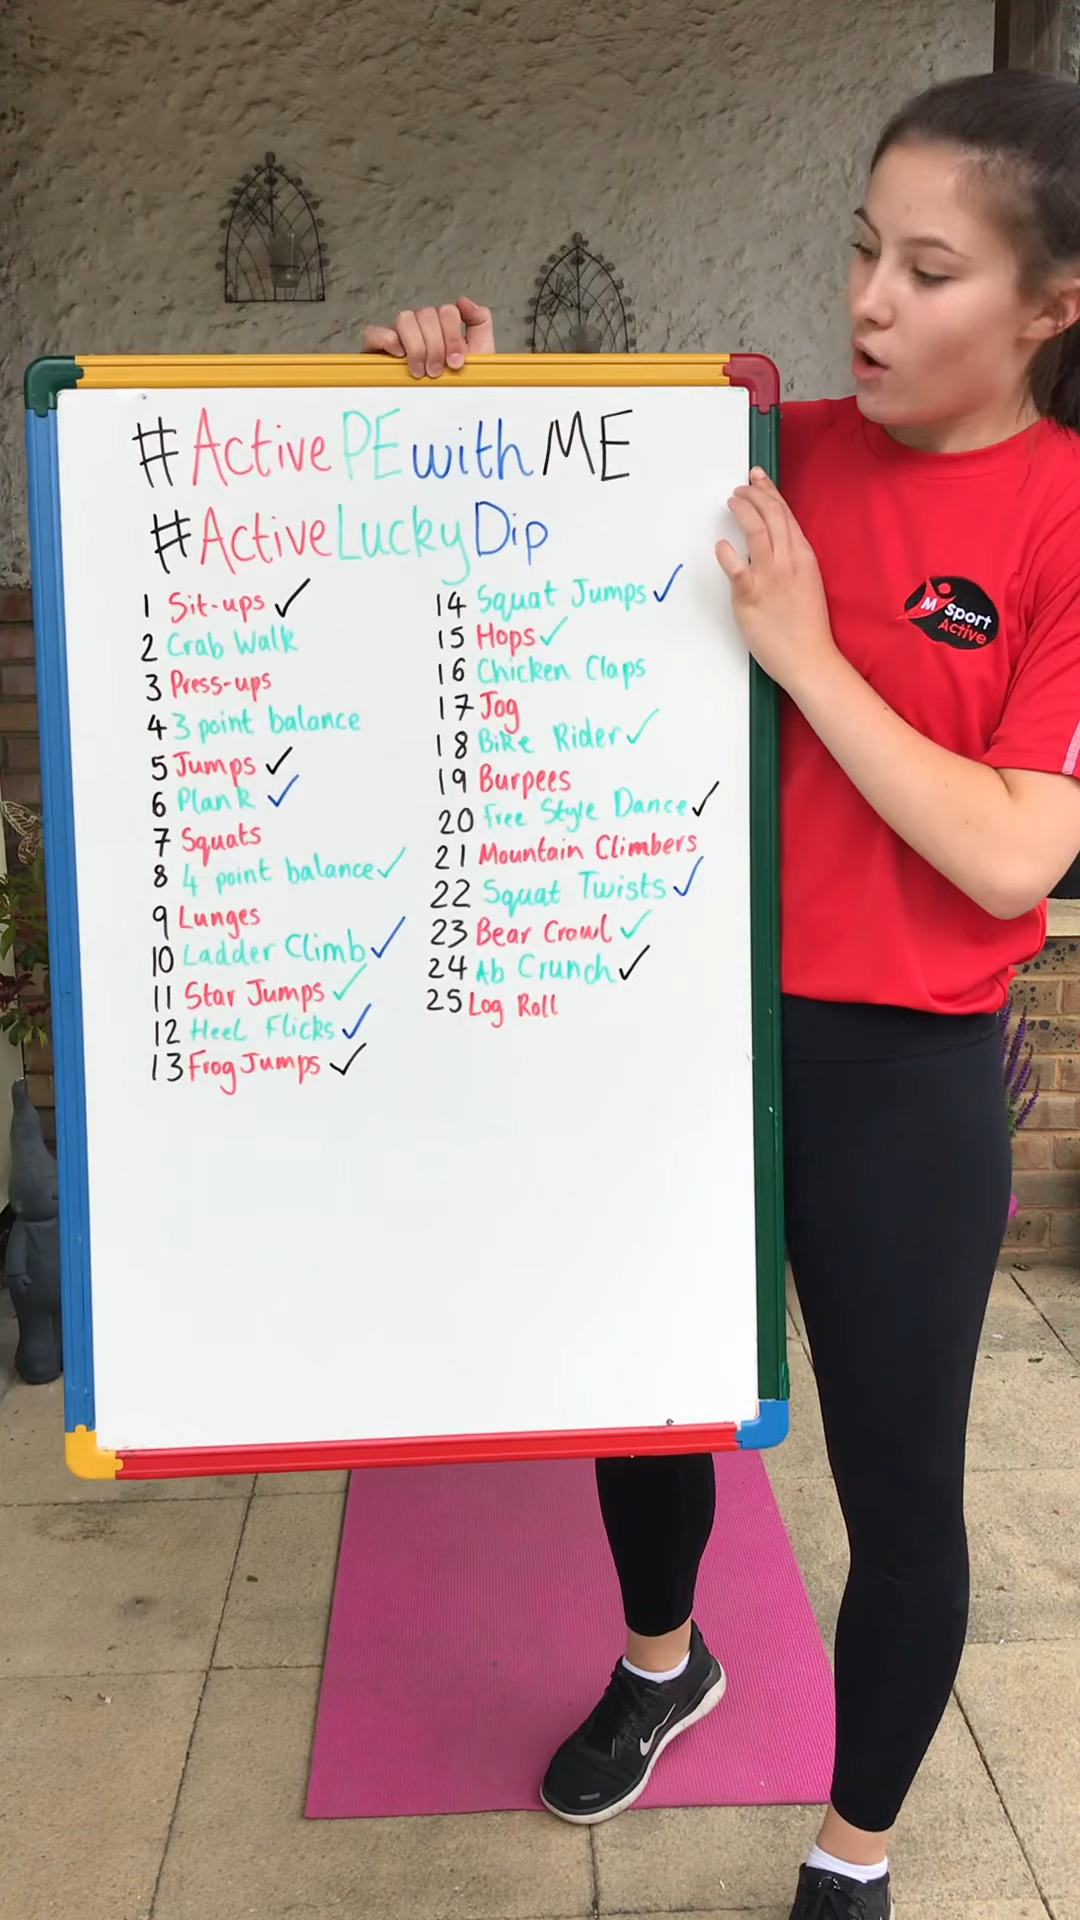 #ActivePEwithME
#ActiveLuckyDip
1 Sit-ups ✓
2 Crab Walk
3 Press-ups
4 3 point balance
5 Jumps ✓
6 Plank ✓
7 Squats
8 4 point balance ✓
9 Lunges
10 Ladder Climb ✓
11 Star Jumps ✓
12 Heel Flicks ✓
13 Frog Jumps ✓
14 Squat Jumps ✓
15 Hops ✓
16 Chicken Claps
17 Jog
18 Bike Rider ✓
19 Burpees
20 Free Style Dance ✓
21 Mountain Climbers
22 Squat Twists ✓
23 Bear Crawl ✓
24 Ab Crunch ✓
25 Log Roll
M sport
Active